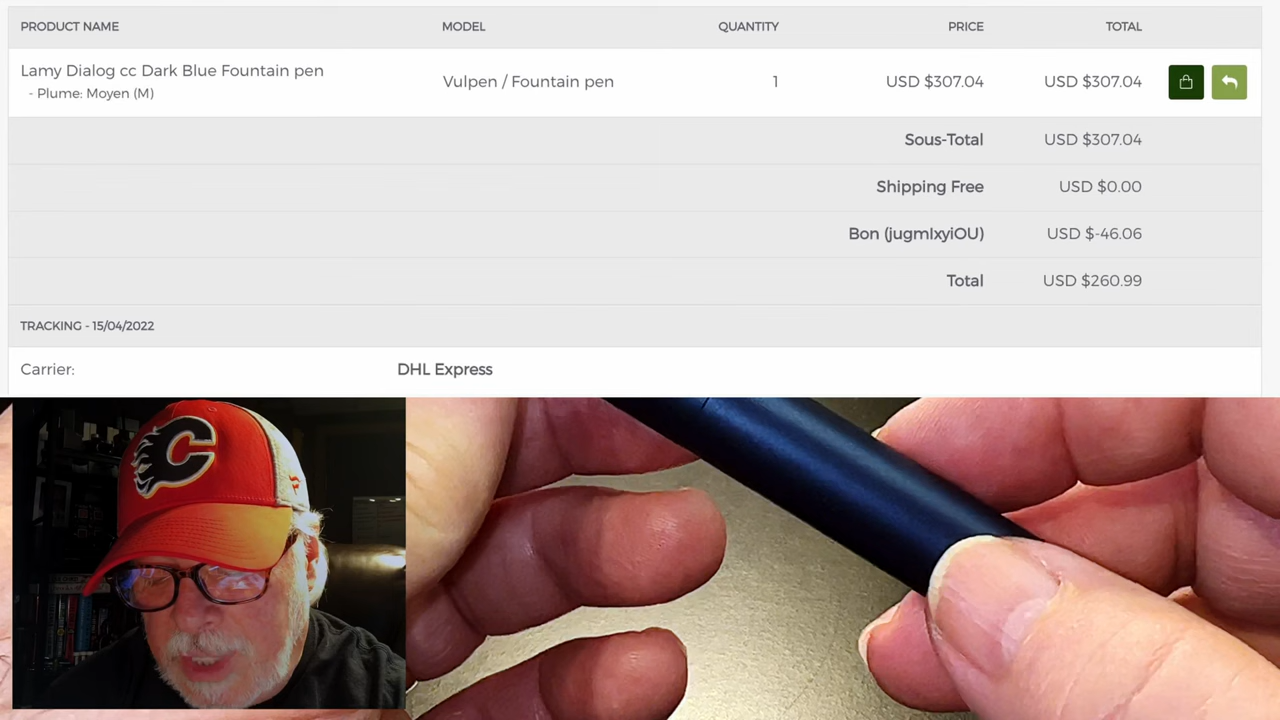 PRODUCT NAME MODEL QUANTITY PRICE TOTAL
Lamy Dialog cc Dark Blue Fountain pen Vulpen / Fountain pen 1 USD $307.04 USD $307.04
- Plume: Moyen (M)
Sous-Total USD $307.04
Shipping Free USD $0.00
Bon (jugmIxyiOU) USD $-46.06
Total USD $260.99
TRACKING - 15/04/2022
Carrier: DHL Express
C